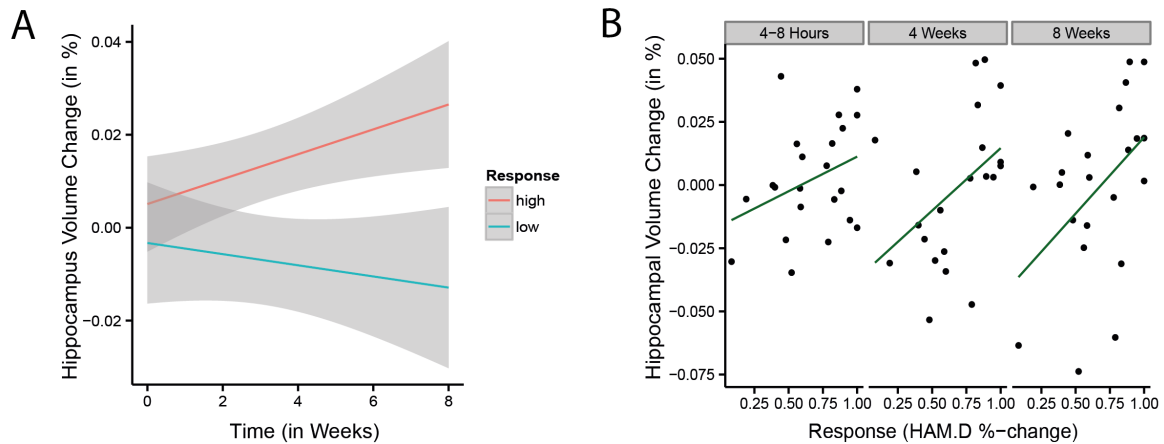 A
Hippocampus Volume Change (in %)
0.04
0.02
0.00
−0.02
0 2 4 6 8
Time (in Weeks)
Response
high
low
B
Hippocampal Volume Change (in %)
4−8 Hours 4 Weeks 8 Weeks
0.050
0.025
0.000
−0.025
−0.050
−0.075
0.25 0.50 0.75 1.00 0.25 0.50 0.75 1.00 0.25 0.50 0.75 1.00
Response (HAM.D %−change)